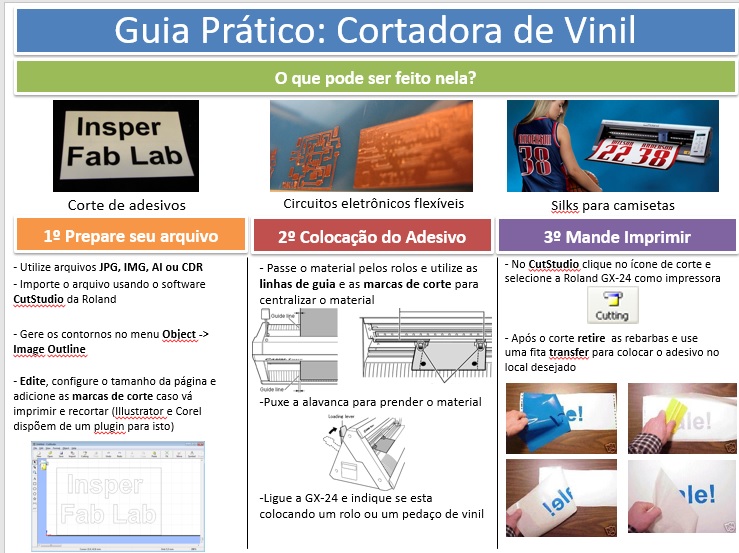 Guia Prático: Cortadora de Vinil
O que pode ser feito nela?
Insper
Fab Lab
ANDERSON
38
22 38
Corte de adesivos
Circuitos eletrônicos flexíveis
Silks para camisetas
1º Prepare seu arquivo
- Utilize arquivos JPG, IMG, AI ou CDR
- Importe o arquivo usando o software
CutStudio da Roland
- Gere os contornos no menu Object ->
Image Outline
- Edite, configure o tamanho da página e
adicione as marcas de corte caso vá
imprimir e recortar (Illustrator e Corel
dispõem de um plugin para isto)
Insper
Fab Lab
2º Colocação do Adesivo
- Passe o material pelos rolos e utilize as
linhas de guia e as marcas de corte para
centralizar o material
Guide line
Guide line
-Puxe a alavanca para prender o material
Loading lever
-Ligue a GX-24 e indique se esta
colocando um rolo ou um pedaço de vinil
3º Mande Imprimir
- No CutStudio clique no ícone de corte e
selecione a Roland GX-24 como impressora
Cutting
- Após o corte retire as rebarbas e use
uma fita transfer para colocar o adesivo no
local desejado
le!
ale!
ale!